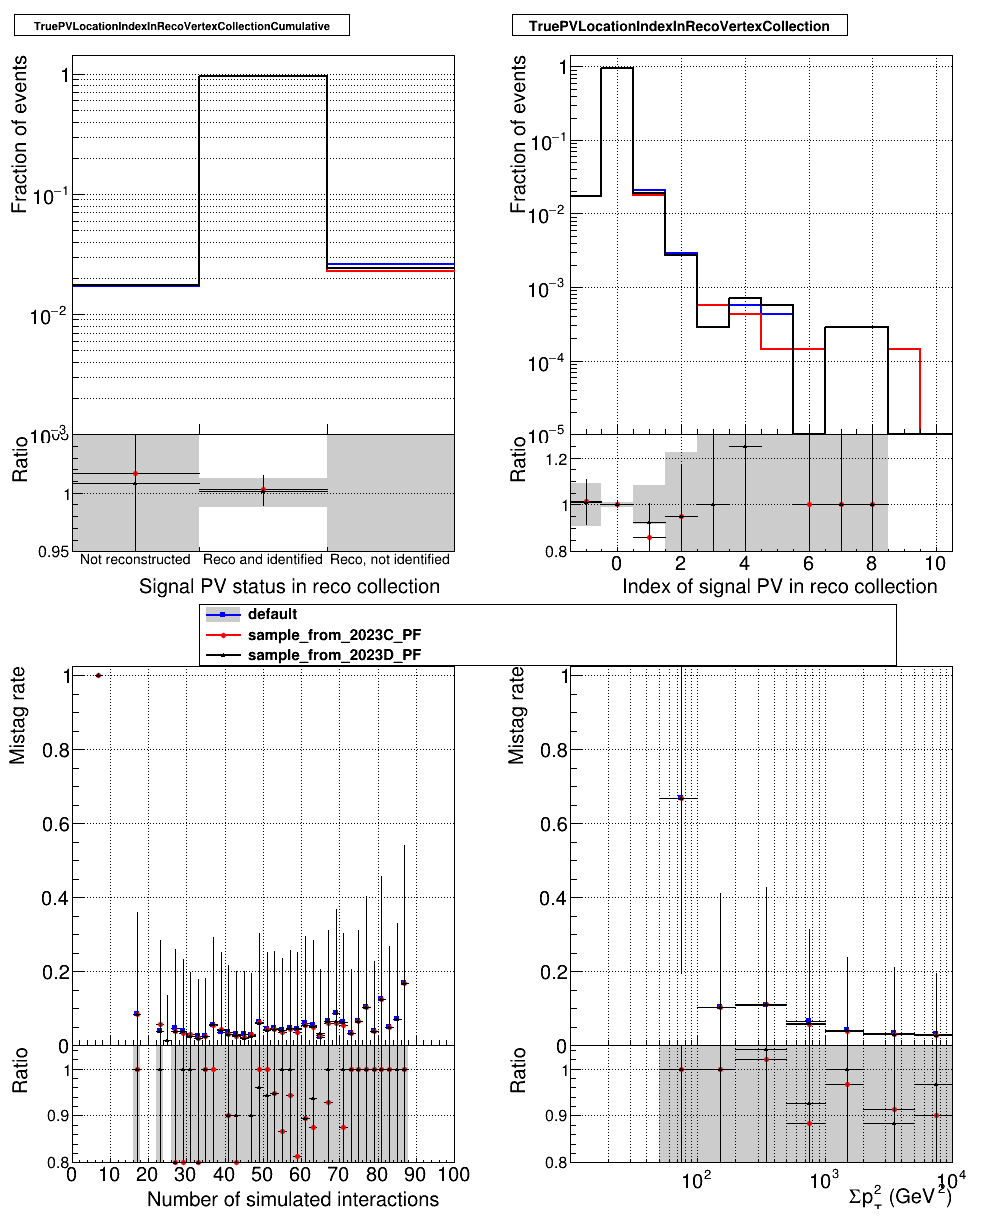 TruePVLocationIndexInRecoVertexCollectionCumulative
TruePVLocationIndexInRecoVertexCollection
Fraction of events
1
10⁻¹
10⁻²
10⁻³
Ratio
1
0.95
Not reconstructed
Reco and identified
Reco, not identified
Signal PV status in reco collection
Fraction of events
1
10⁻¹
10⁻²
10⁻³
10⁻⁴
10⁻⁵
Ratio
1.2
1
0.8
0 2 4 6 8 10
Index of signal PV in reco collection
default
sample_from_2023C_PF
sample_from_2023D_PF
Mistag rate
1
0.8
0.6
0.4
0.2
0
Ratio
1
0.9
0.8
0 10 20 30 40 50 60 70 80 90 100
Number of simulated interactions
Mistag rate
1
0.8
0.6
0.4
0.2
0
Ratio
1
0.9
0.8
10² 10³ 10⁴
Σp²_T (GeV²)